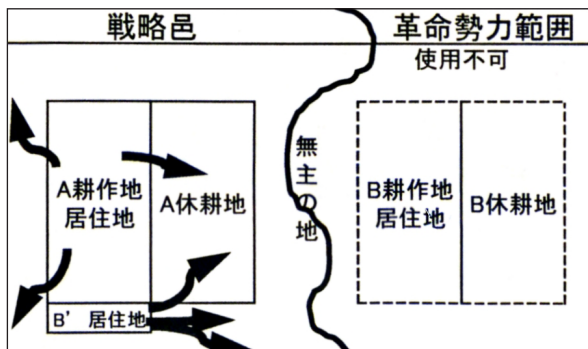 戦略邑
革命勢力範囲
使用不可
A耕作地
居住地
A休耕地
無主の地
B耕作地
居住地
B休耕地
B' 居住地